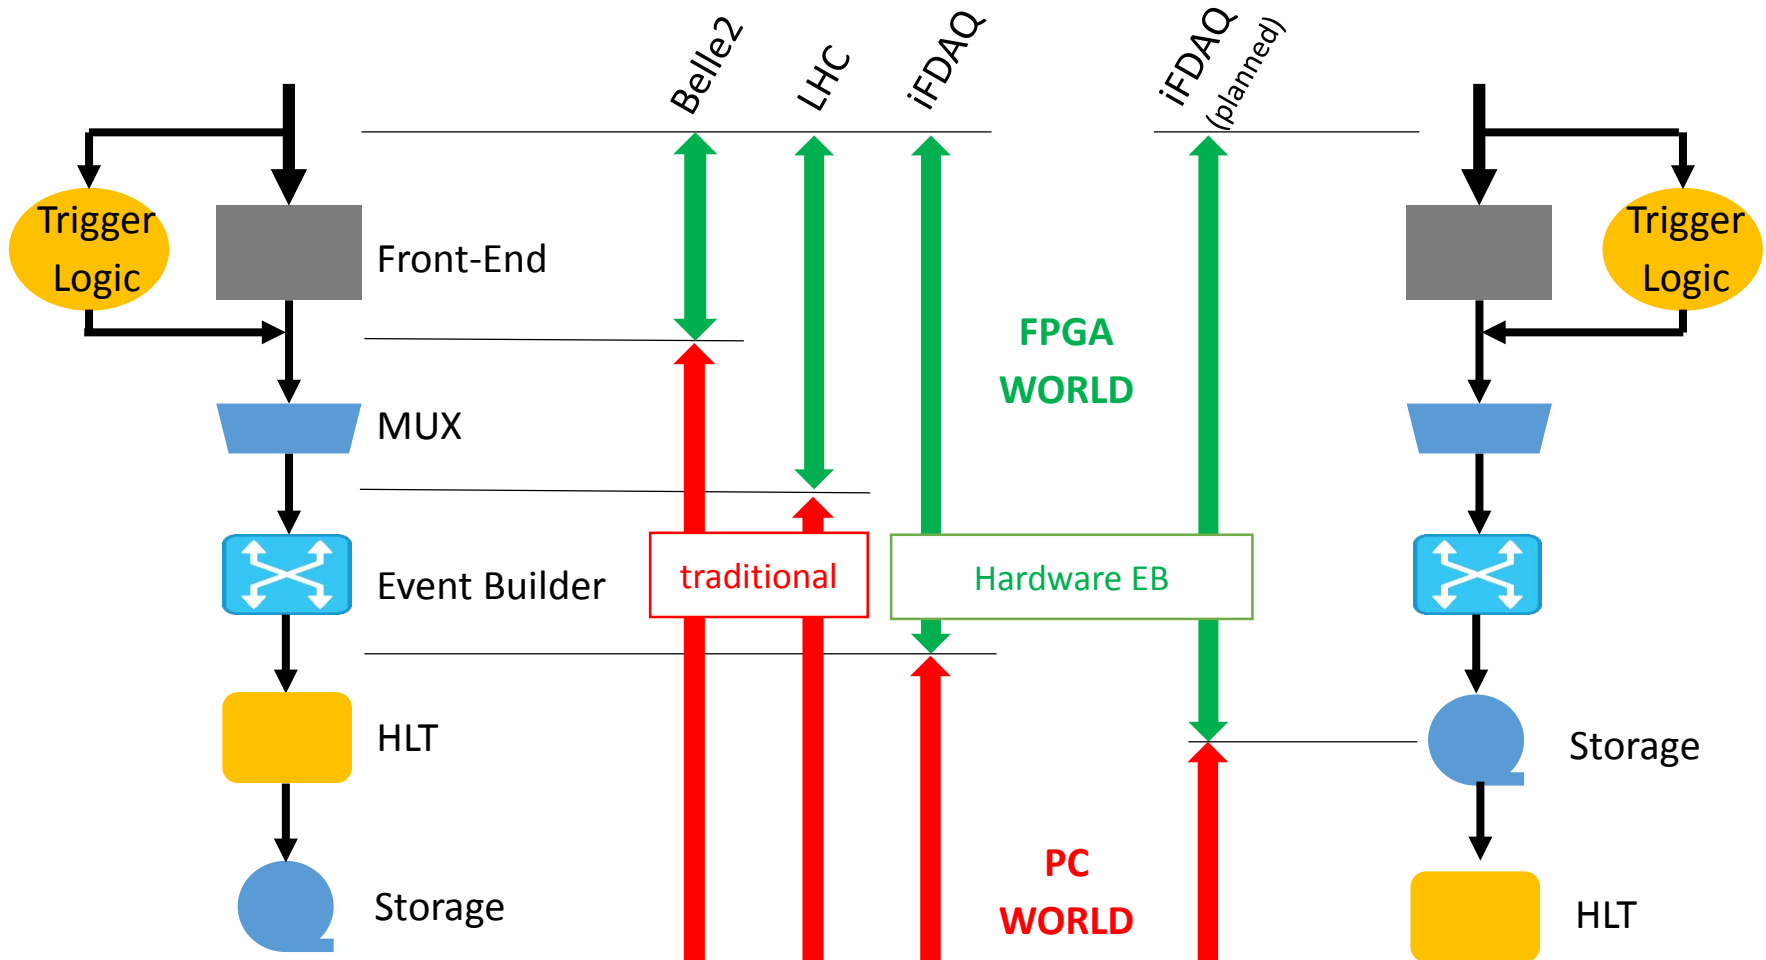 Belle2
LHC
iFDAQ
iFDAQ
(planned)
Trigger
Logic
Front-End
Trigger
Logic
FPGA
WORLD
MUX
traditional
Hardware EB
Event Builder
HLT
Storage
PC
WORLD
Storage
HLT